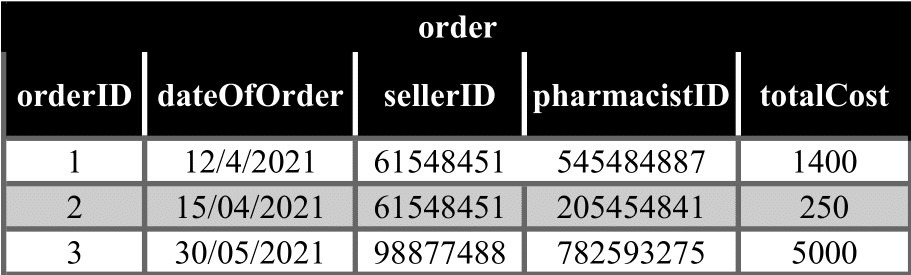 order
orderID dateOfOrder sellerID pharmacistID totalCost
1 12/4/2021 61548451 545484887 1400
2 15/04/2021 61548451 205454841 250
3 30/05/2021 98877488 782593275 5000